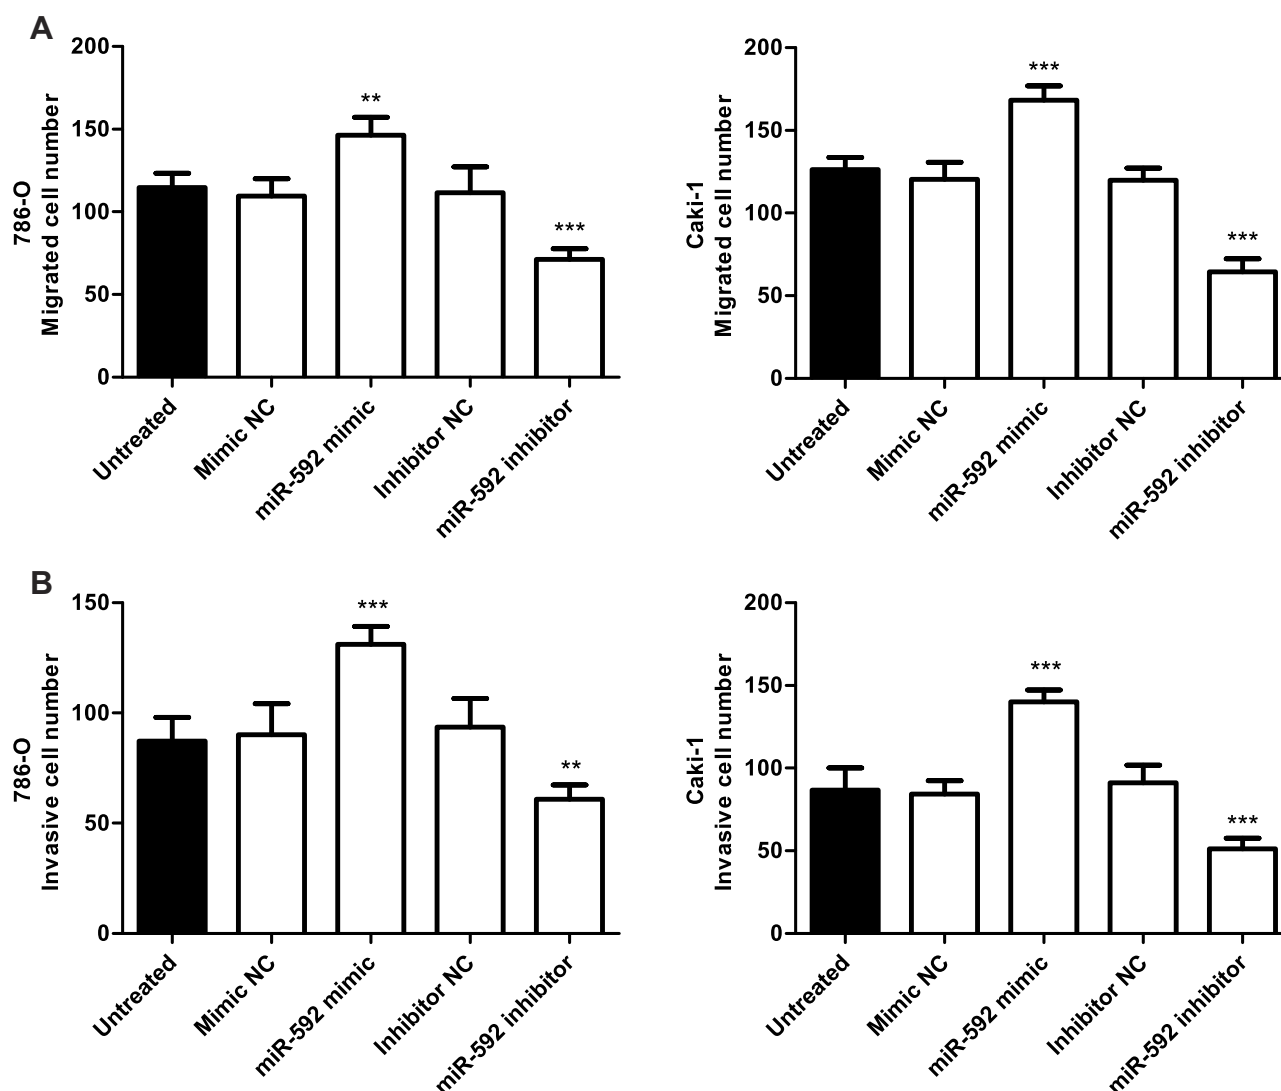 A
200
150
100
50
0
786-O
Migrated cell number
**
***
Untreated
Mimic NC
miR-592 mimic
Inhibitor NC
miR-592 inhibitor
200
150
100
50
0
Caki-1
Migrated cell number
***
***
Untreated
Mimic NC
miR-592 mimic
Inhibitor NC
miR-592 inhibitor
B
150
100
50
0
786-O
Invasive cell number
***
**
Untreated
Mimic NC
miR-592 mimic
Inhibitor NC
miR-592 inhibitor
200
150
100
50
0
Caki-1
Invasive cell number
***
***
Untreated
Mimic NC
miR-592 mimic
Inhibitor NC
miR-592 inhibitor